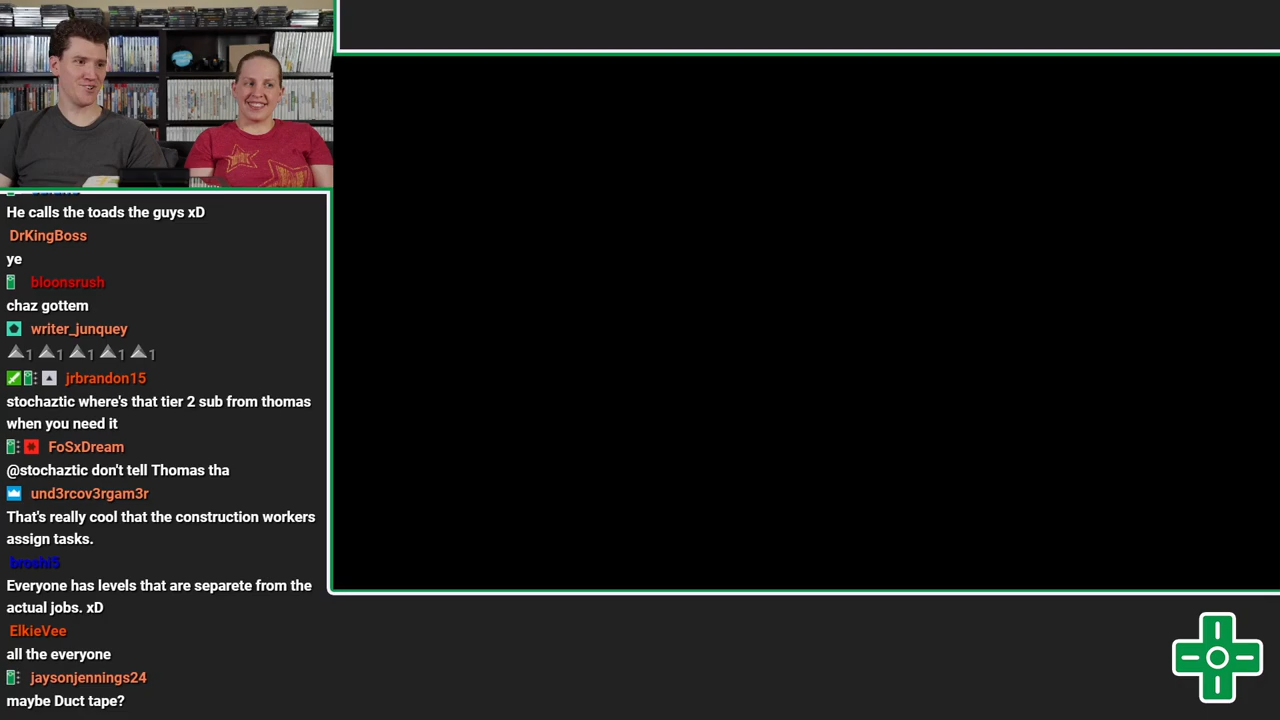 He calls the toads the guys xD
DrKingBoss
ye
bloonsrush
chaz gottem
writer_junquey
1 1 1 1 1
jrbrandon15
stochaztic where's that tier 2 sub from thomas
when you need it
FoSxDream
@stochaztic don't tell Thomas tha
und3rcov3rgam3r
That's really cool that the construction workers
assign tasks.
broshi5
Everyone has levels that are separete from the
actual jobs. xD
ElkieVee
all the everyone
jaysonjennings24
maybe Duct tape?